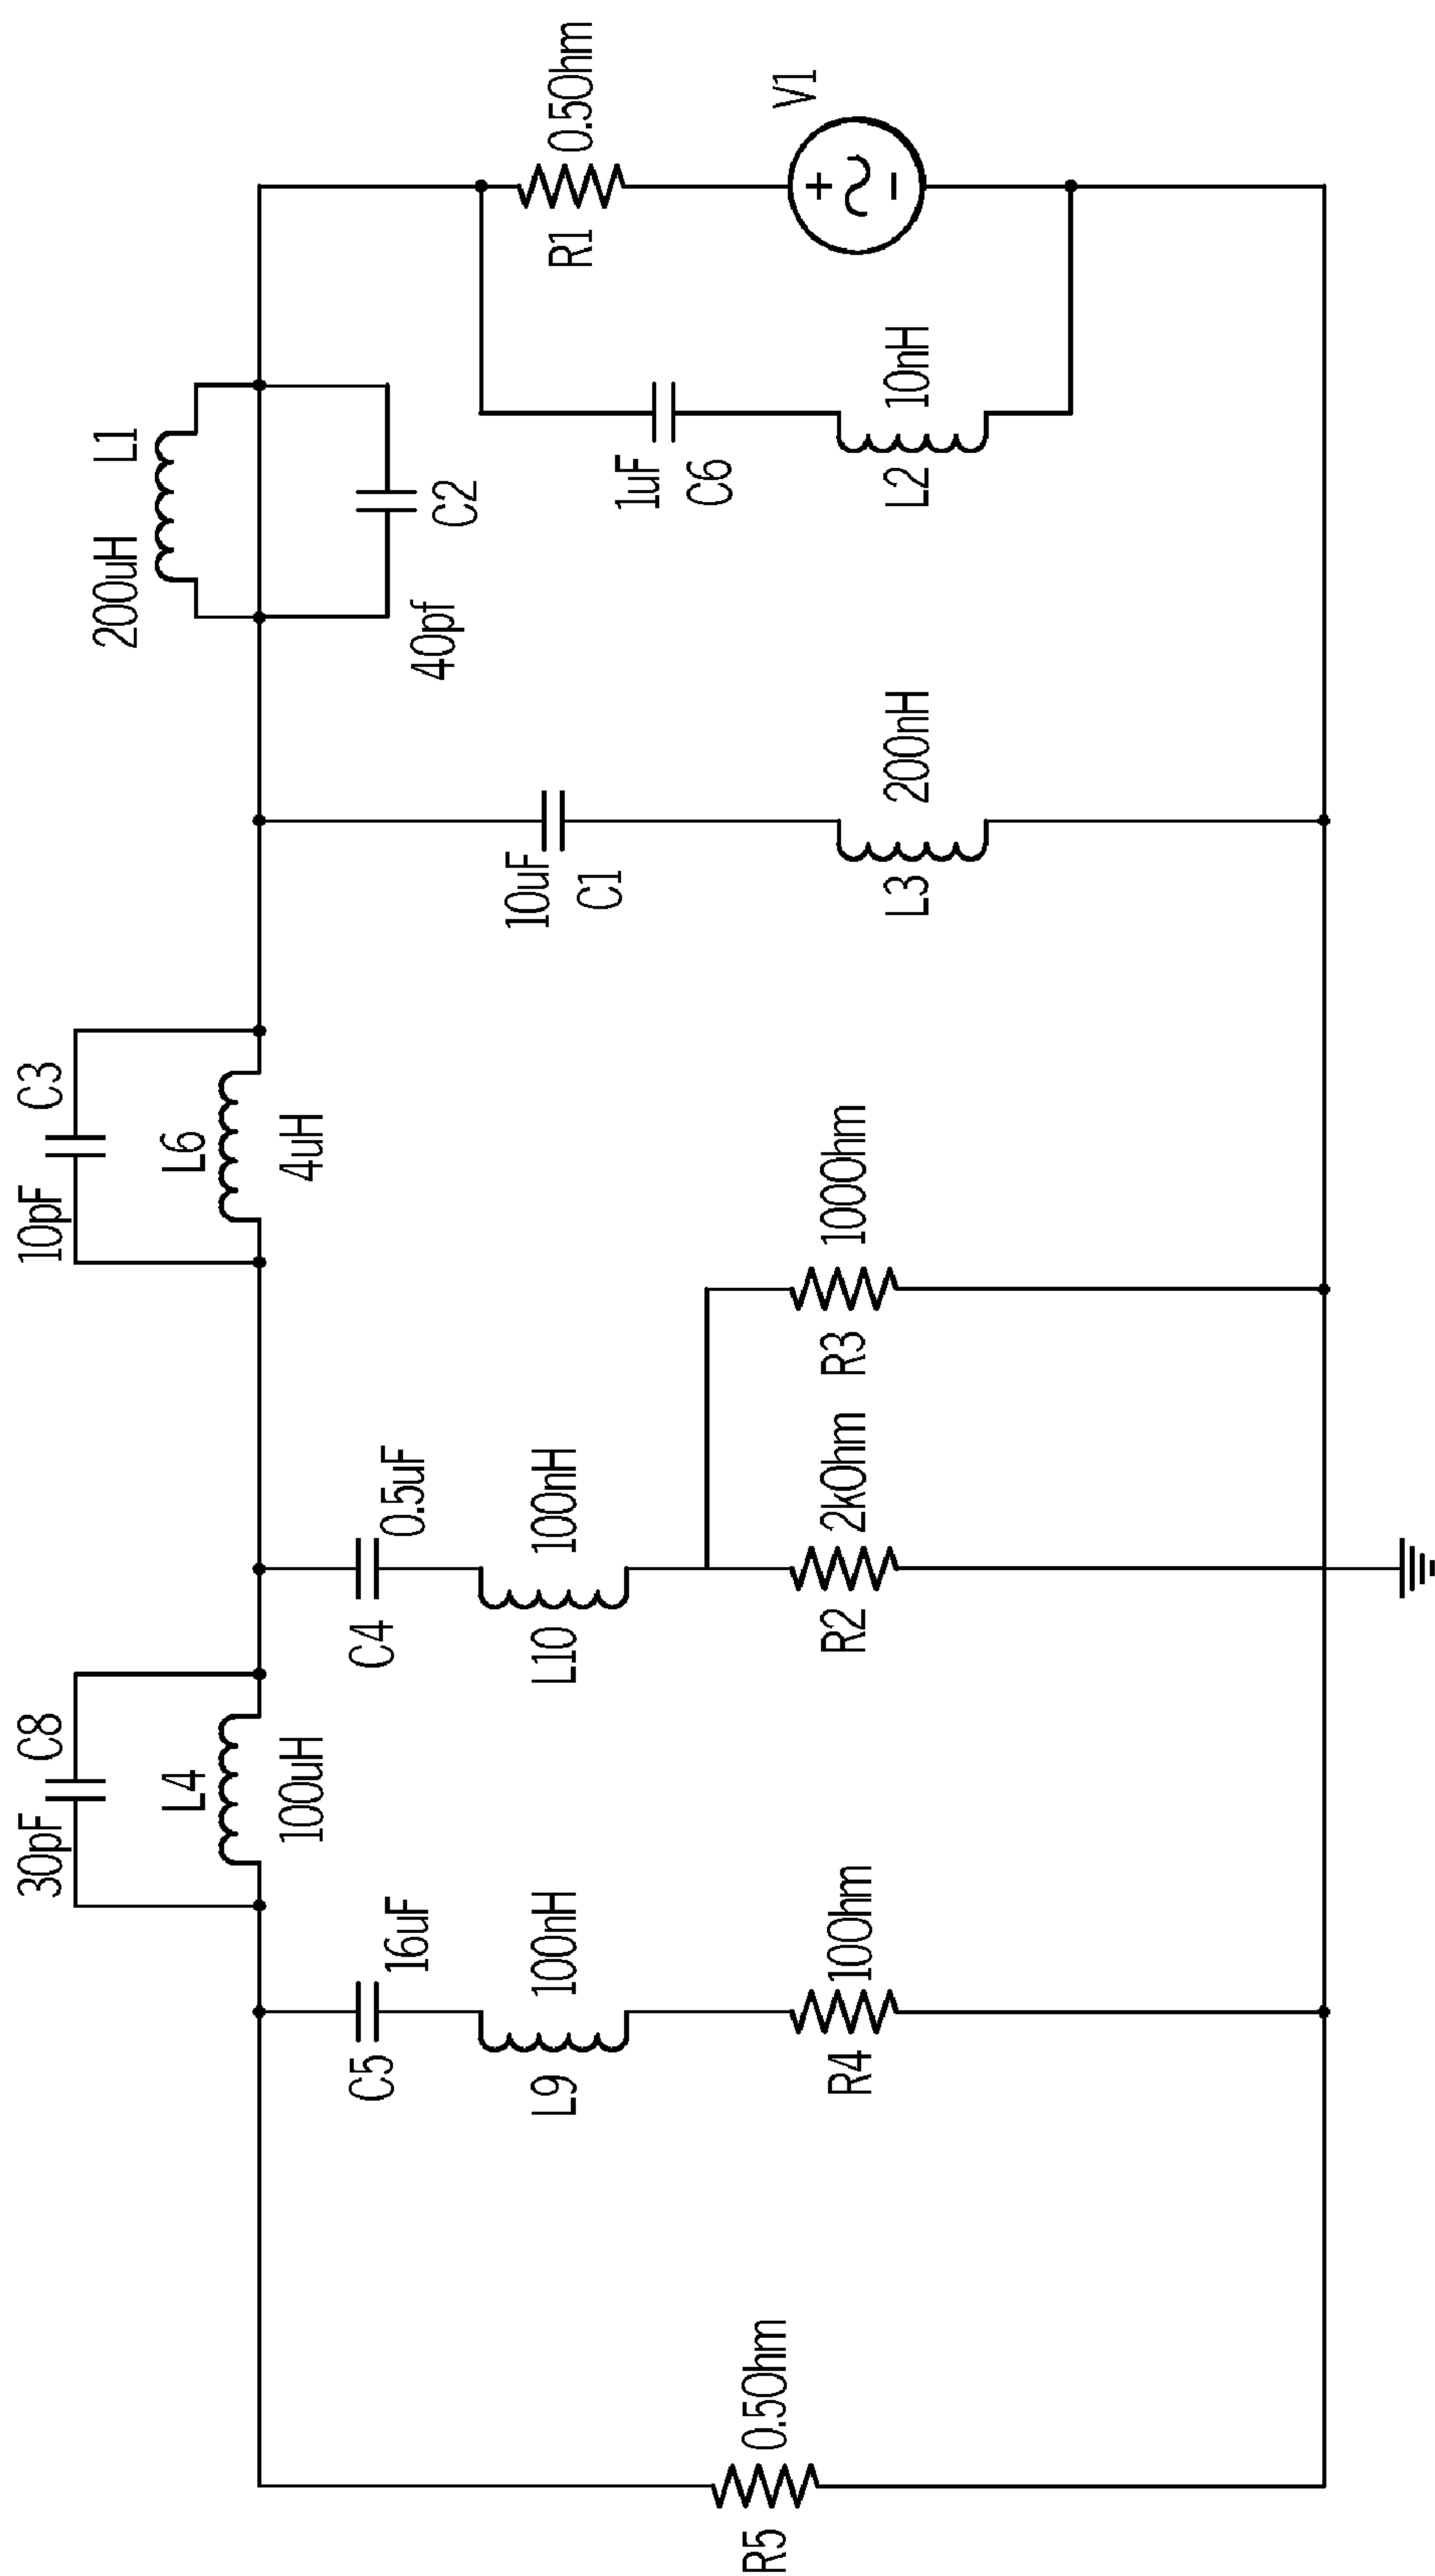 R1
0.5Ohm
V1
200uH
L1
C2
40pf
1uF
C6
L2
10nH
10uF
C1
L3
200nH
10pF
C3
L6
4uH
R3
100Ohm
C4
0.5uF
L10
100nH
R2
2kOhm
30pF
C8
L4
100uH
C5
16uF
L9
100nH
R4
10Ohm
R5
0.5Ohm